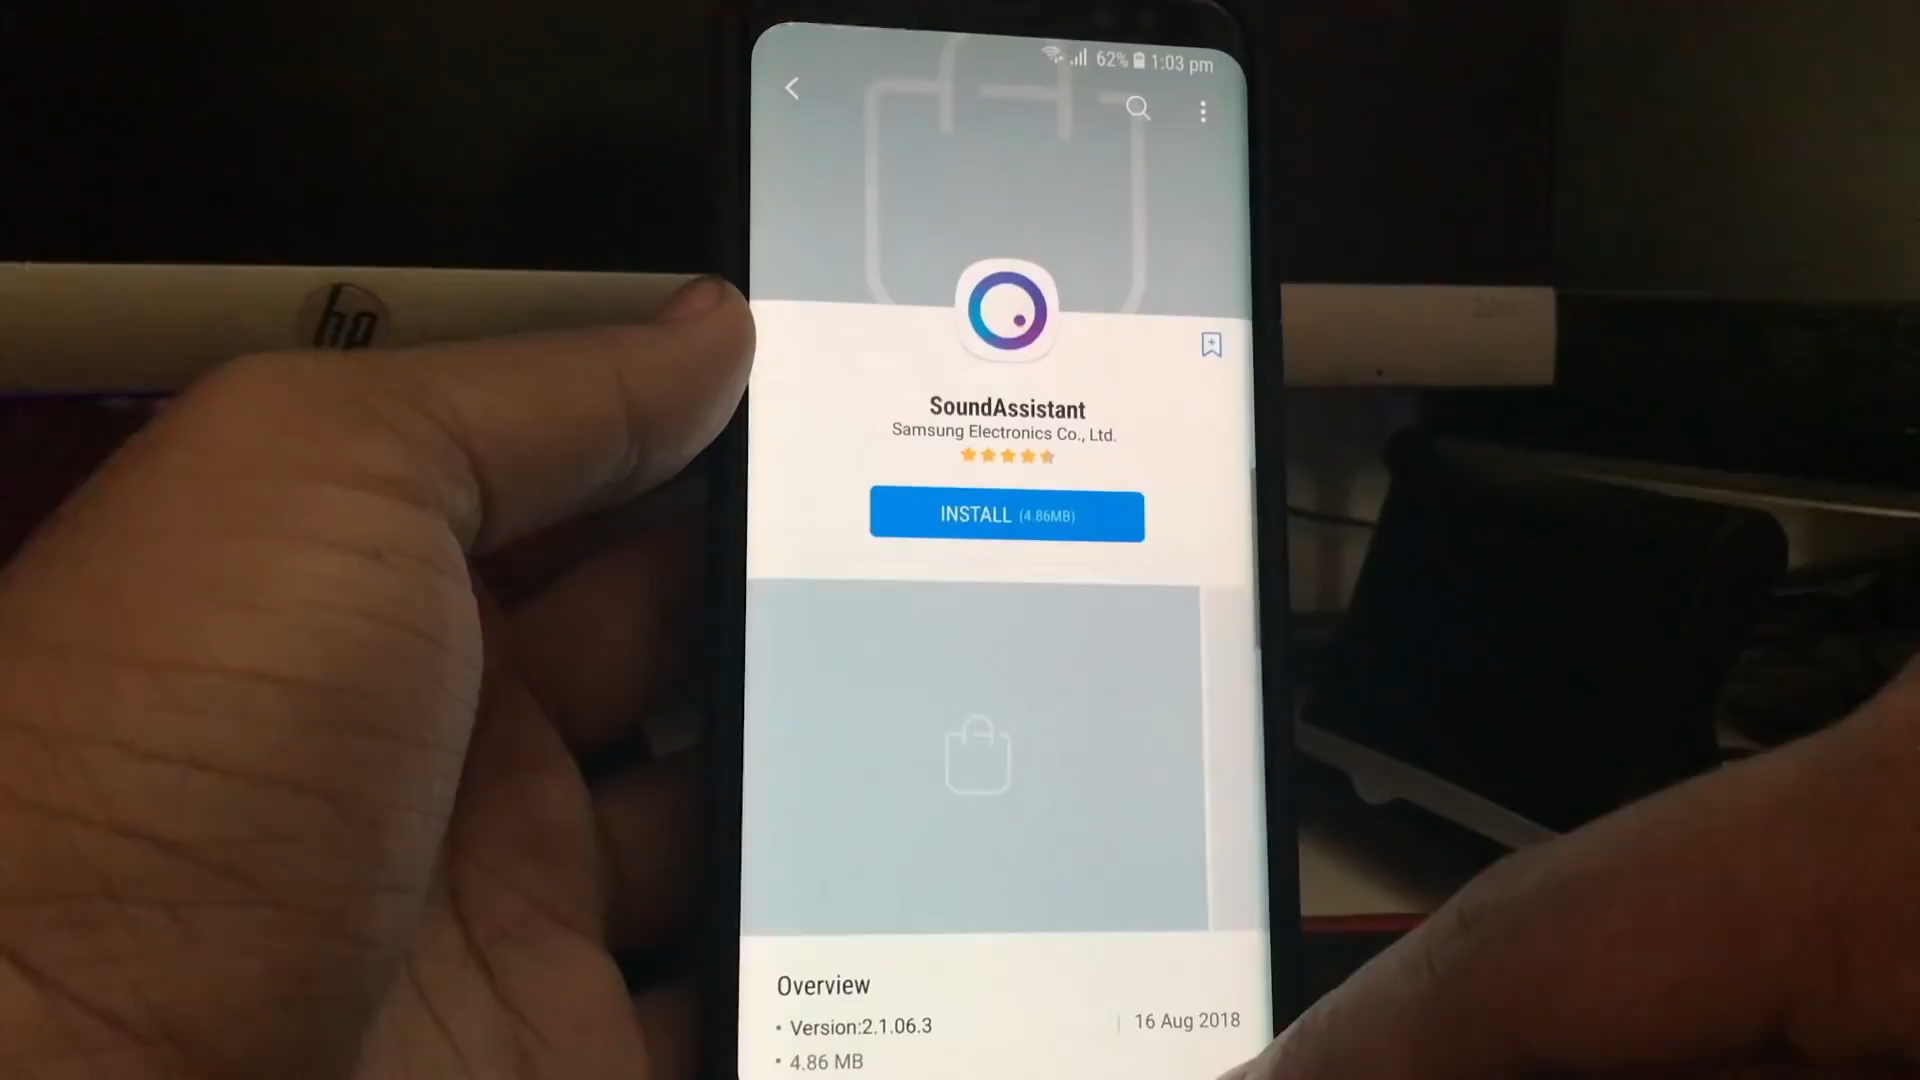 62% 1:03 pm
hp
SoundAssistant
Samsung Electronics Co., Ltd.
INSTALL (4.86MB)
Overview
• Version:2.1.06.3 | 16 Aug 2018
• 4.86 MB